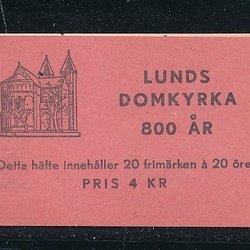 LUNDS
DOMKYRKA
800 ÅR
Detta häfte innehåller 20 frimärken à 20 öre
PRIS 4 KR